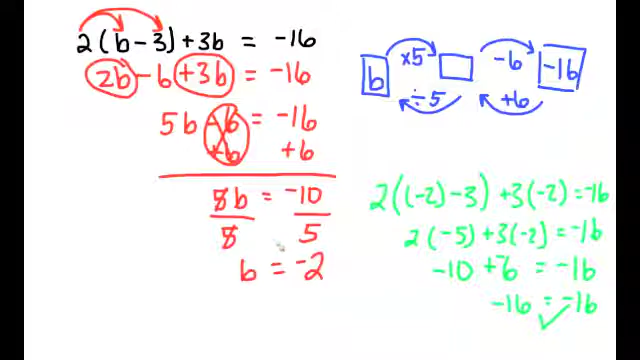 2(b-3)+3b = -16
2b-6+3b = -16
5b-6 = -16
+6 +6
5b = -10
5 5
b = -2
b ×5 -6 -16
÷5 +6
2((-2)-3)+3(-2)=-16
2(-5)+3(-2)=-16
-10 +-6 = -16
-16 = -16 ✓